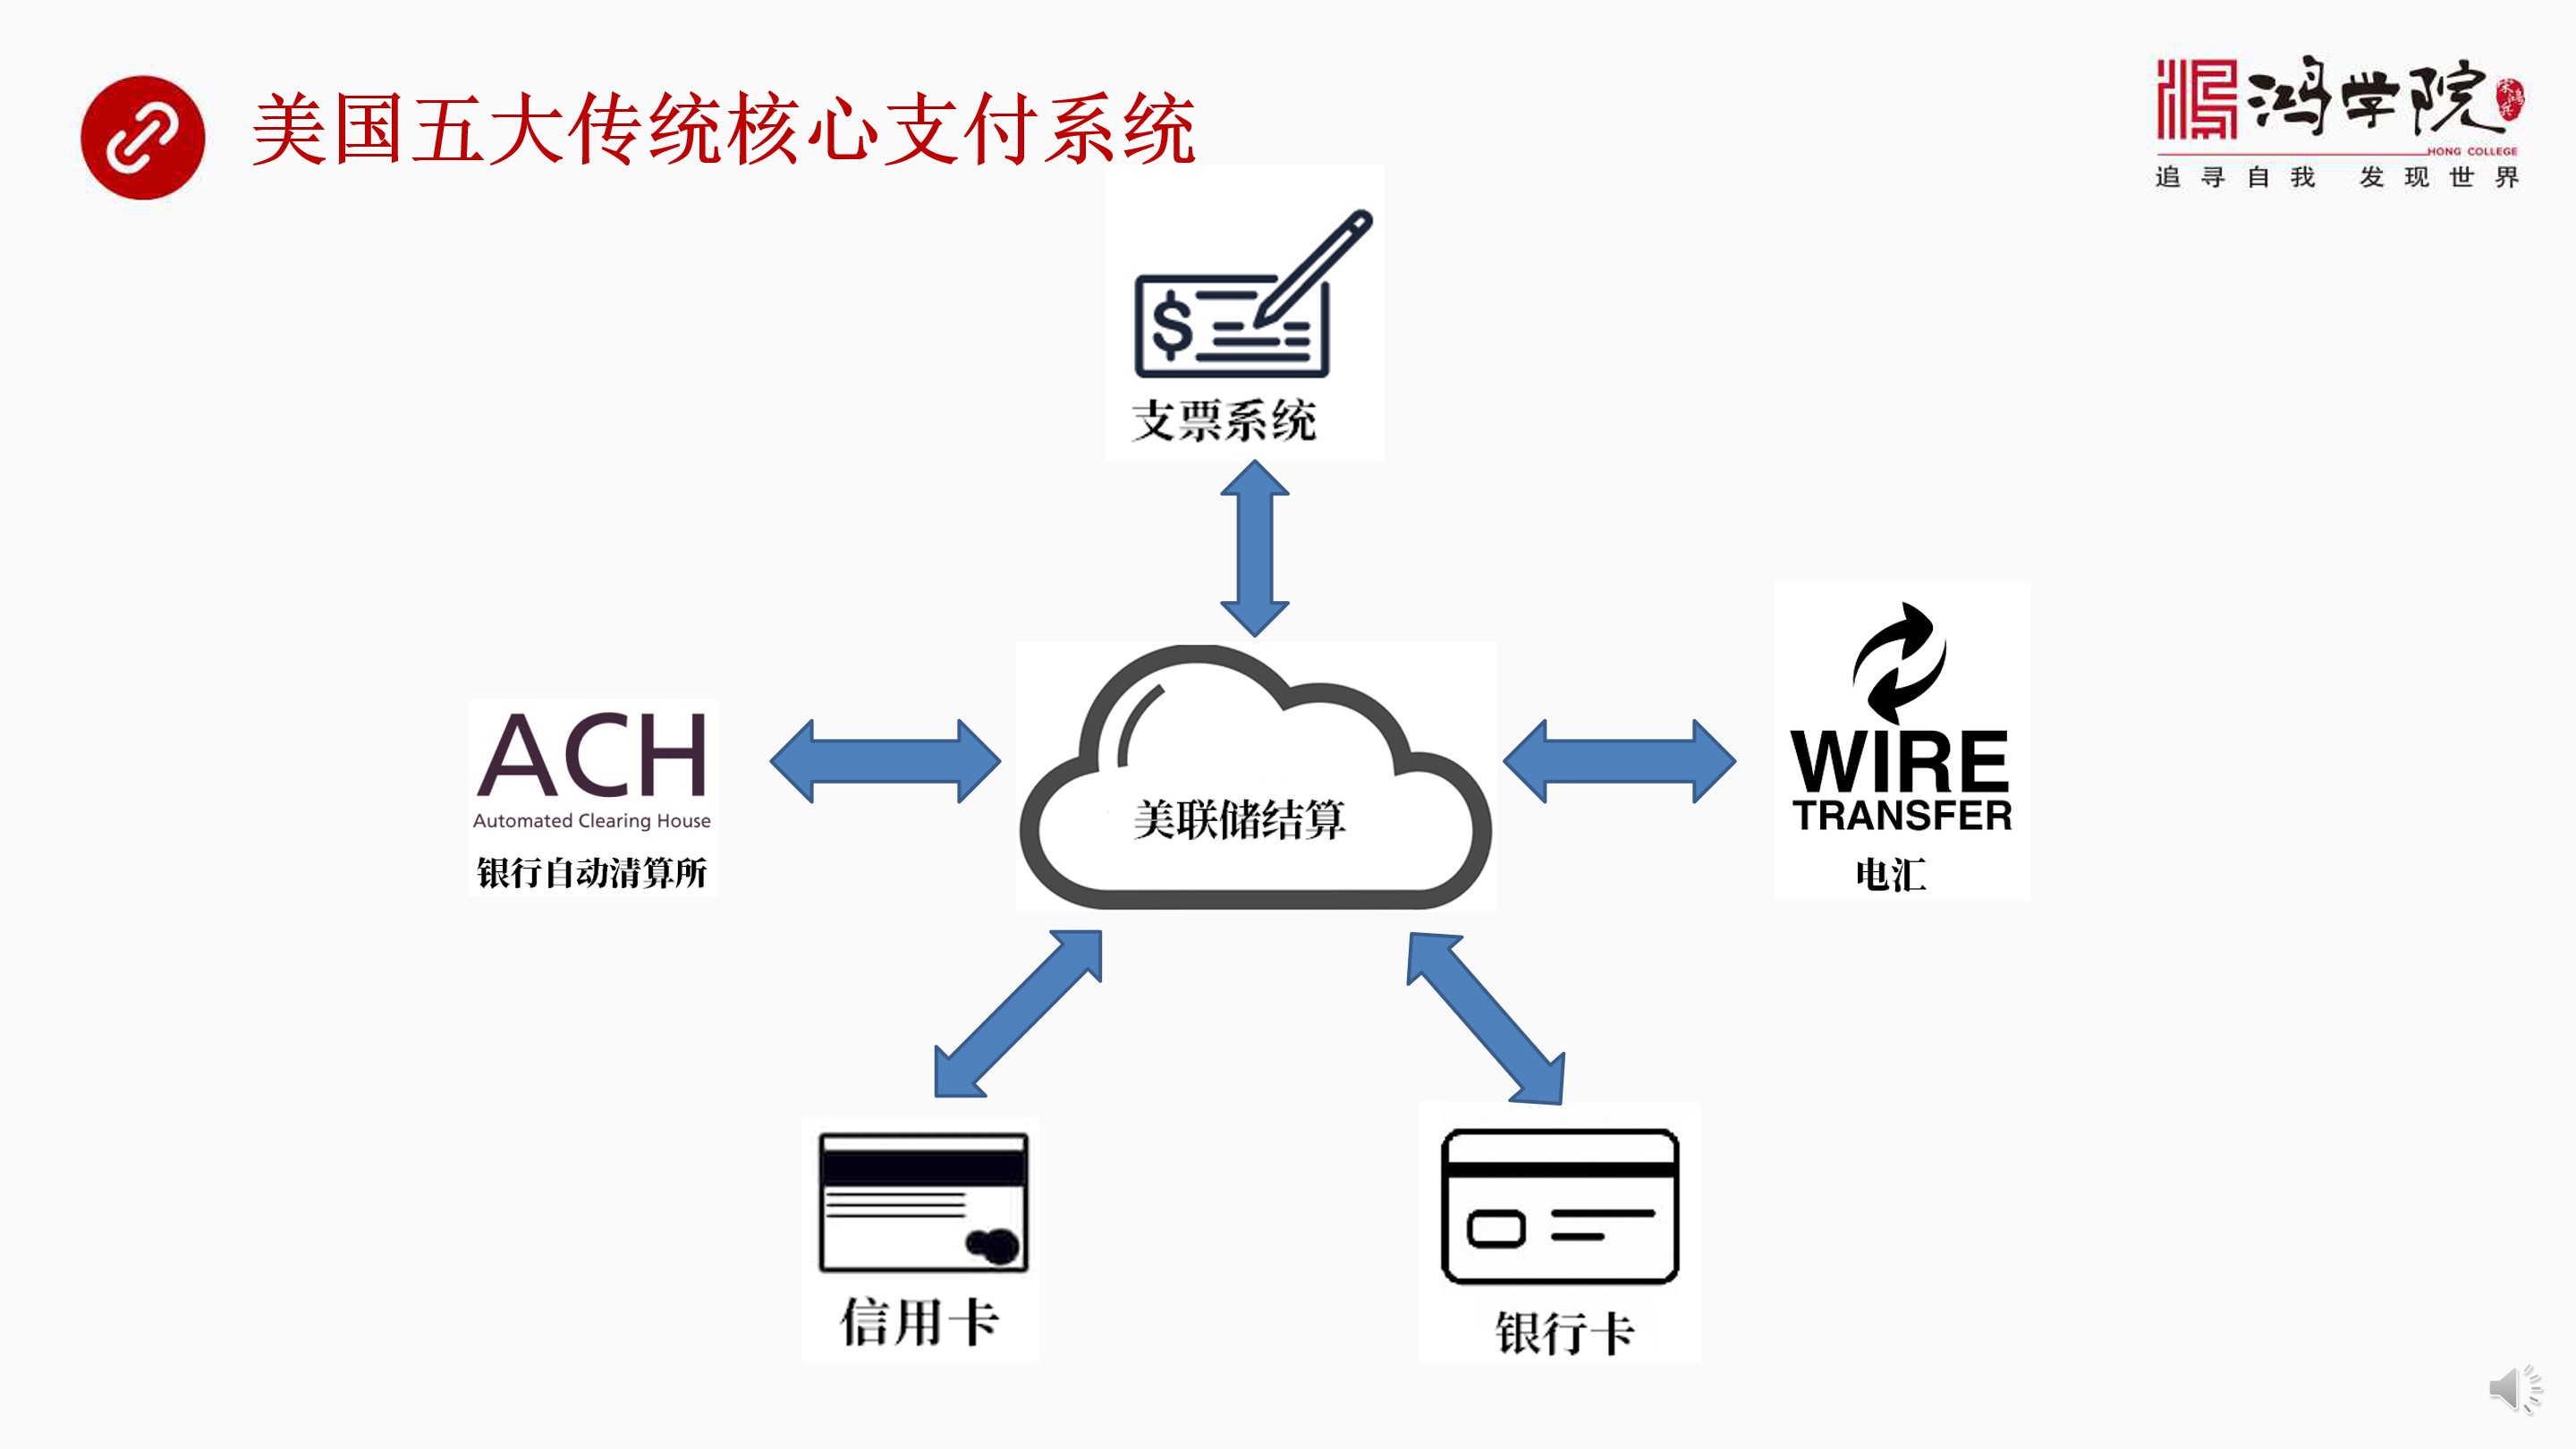 美国五大传统核心支付系统
鸿学院
HONG COLLEGE
追寻自我 发现世界
$
支票系统
ACH
Automated Clearing House
银行自动清算所
美联储结算
WIRE
TRANSFER
电汇
信用卡
银行卡